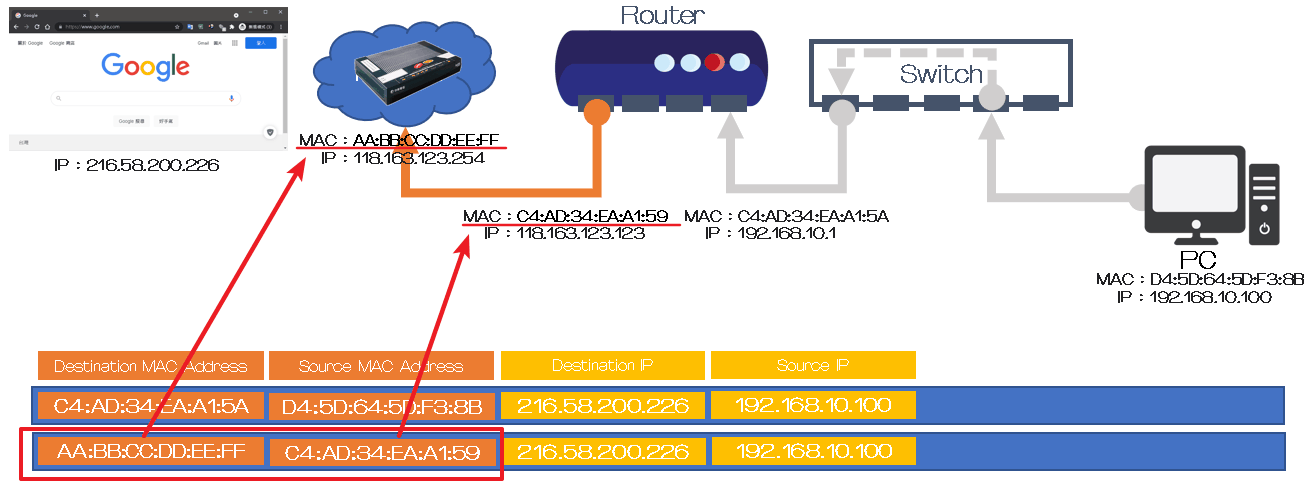 Google
https://www.google.com
關於 Google Google 商店
Gmail 圖片
登入
Google
Google 搜尋 好手氣
台灣
IP：216.58.200.226
MAC：AA:BB:CC:DD:EE:FF
IP：118.163.123.254
Router
MAC：C4:AD:34:EA:A1:59
IP：118.163.123.123
MAC：C4:AD:34:EA:A1:5A
IP：192.168.10.1
Switch
PC
MAC：D4:5D:64:5D:F3:8B
IP：192.168.10.100
Destination MAC Address Source MAC Address Destination IP Source IP
C4:AD:34:EA:A1:5A D4:5D:64:5D:F3:8B 216.58.200.226 192.168.10.100
AA:BB:CC:DD:EE:FF C4:AD:34:EA:A1:59 216.58.200.226 192.168.10.100